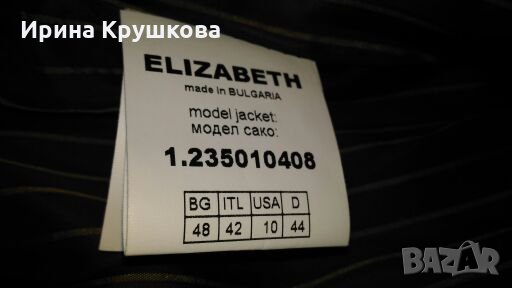 Ирина Крушкова
ELIZABETH
made in BULGARIA
model jacket:
модел сако:
1.235010408
BG ITL USA D
48 42 10 44
BAZAR